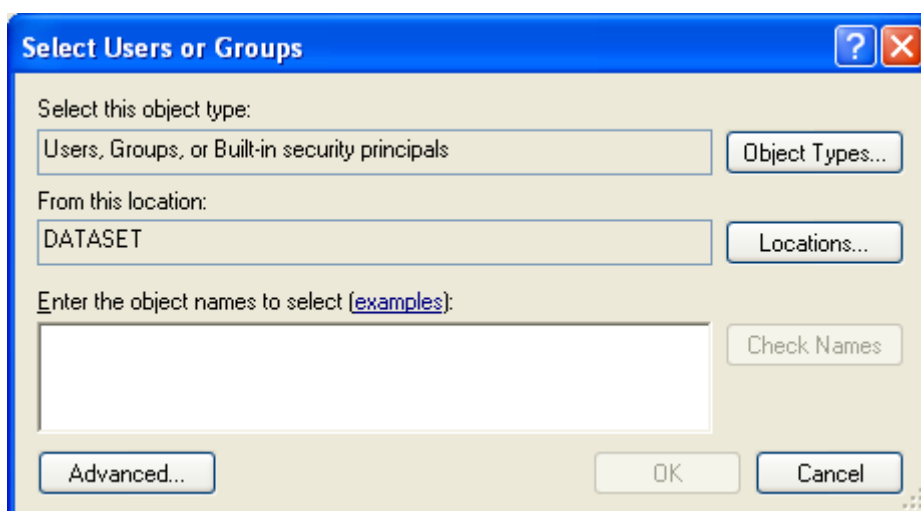 Select Users or Groups
?
Select this object type:
Users, Groups, or Built-in security principals
Object Types...
From this location:
DATASET
Locations...
Enter the object names to select (examples):
Check Names
Advanced...
OK
Cancel